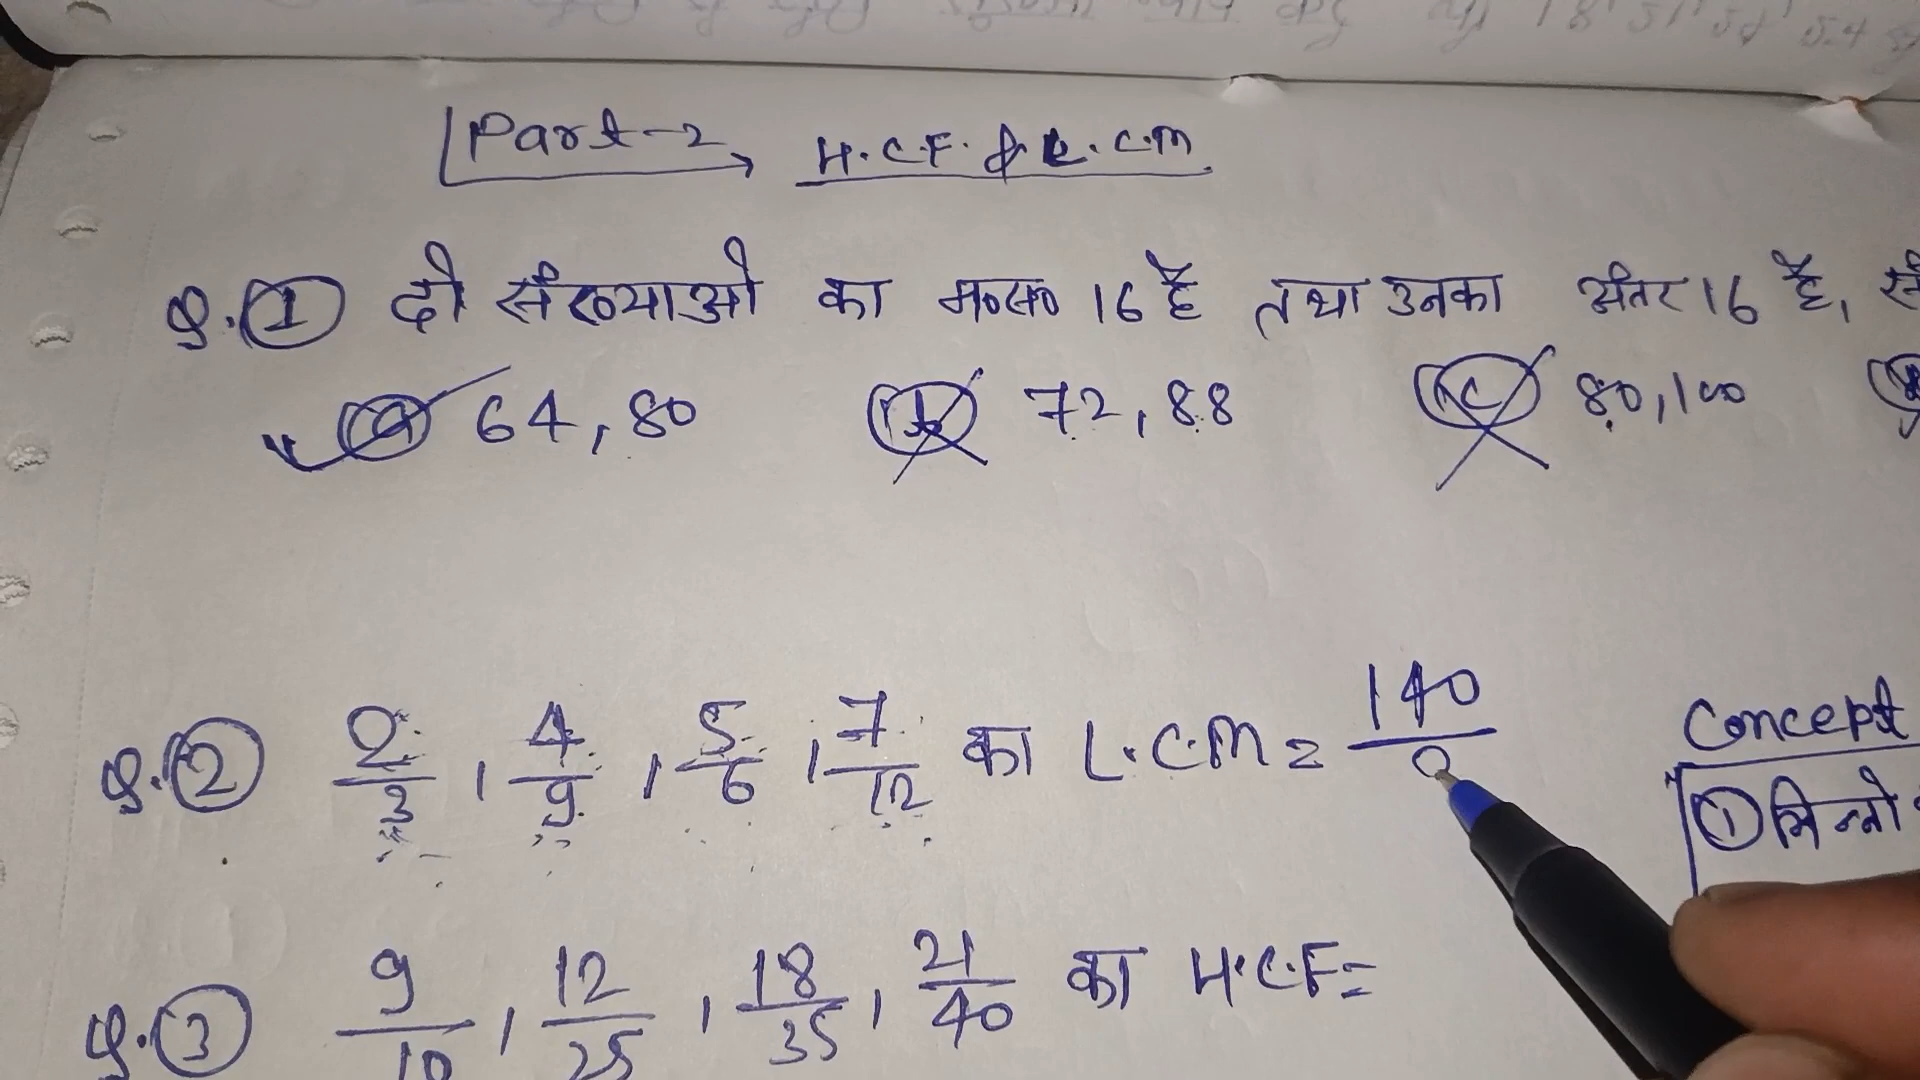 Part-2 → H.C.F. & L.C.M.
Q.① दो संख्याओ का म०स० 16 है तथा उनका अंतर 16 है,
(a) 64, 80 (b) 72, 88 (c) 80, 100
Q.② 2/3, 4/9, 5/6, 7/12 का L.C.M = 140/
Concept
① भिन्नो
Q.③ 9/10, 12/25, 18/35, 21/40 का H.C.F =